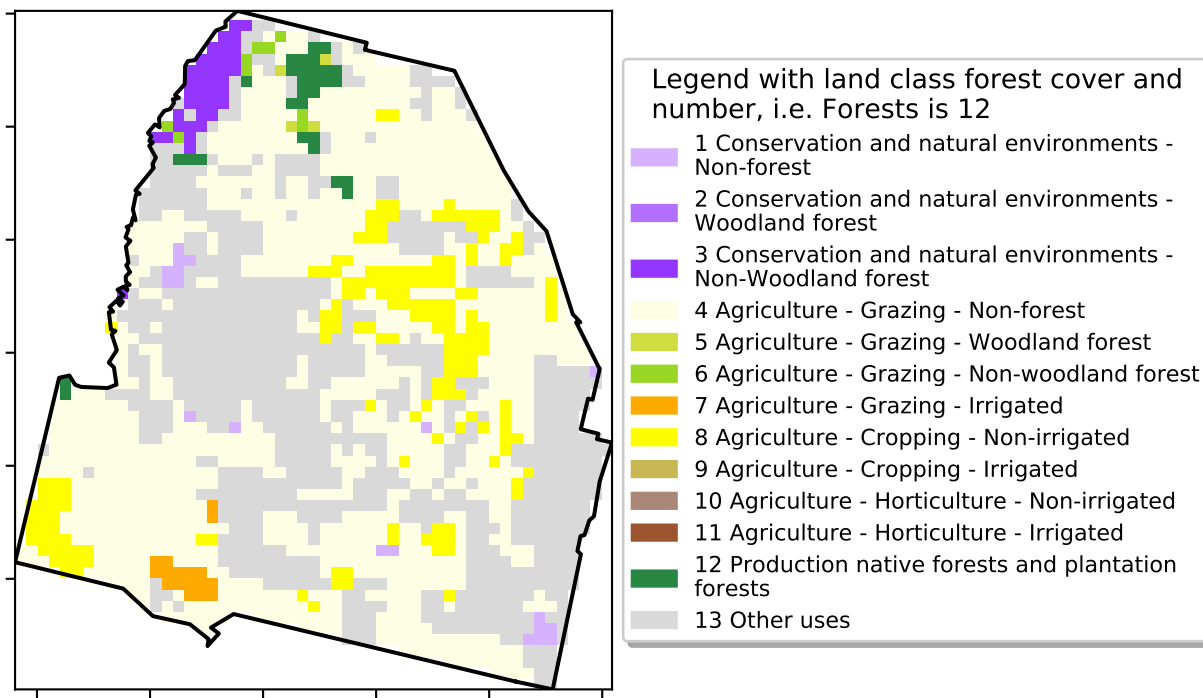 Legend with land class forest cover and
number, i.e. Forests is 12
1 Conservation and natural environments -
Non-forest
2 Conservation and natural environments -
Woodland forest
3 Conservation and natural environments -
Non-Woodland forest
4 Agriculture - Grazing - Non-forest
5 Agriculture - Grazing - Woodland forest
6 Agriculture - Grazing - Non-woodland forest
7 Agriculture - Grazing - Irrigated
8 Agriculture - Cropping - Non-irrigated
9 Agriculture - Cropping - Irrigated
10 Agriculture - Horticulture - Non-irrigated
11 Agriculture - Horticulture - Irrigated
12 Production native forests and plantation
forests
13 Other uses